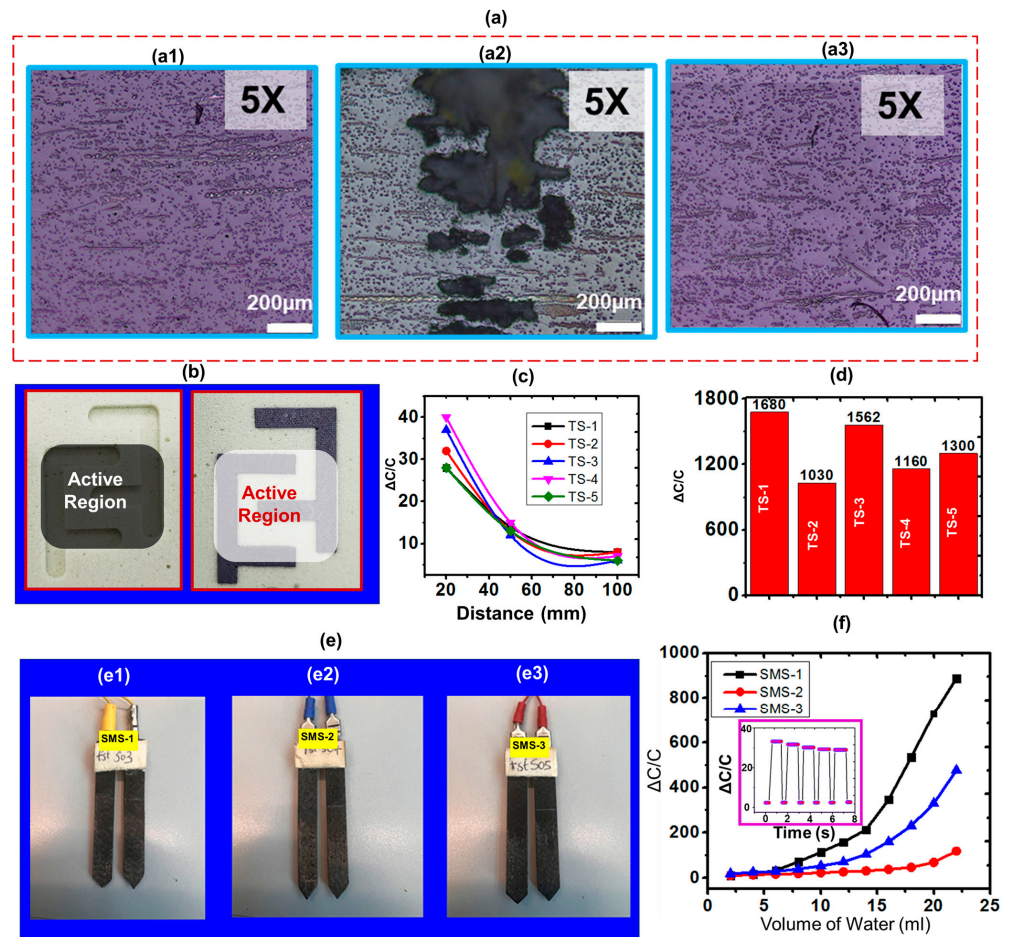 (a)
(a1)
(a2)
(a3)
5X
5X
5X
200µm
200µm
200µm
(b)
Active
Region
Active
Region
(c)
ΔC/C
40
30
20
10
TS-1
TS-2
TS-3
TS-4
TS-5
20 40 60 80 100
Distance (mm)
(d)
ΔC/C
1800
1200
600
0
1680
1030
1562
1160
1300
TS-1
TS-2
TS-3
TS-4
TS-5
(e)
(e1)
(e2)
(e3)
SMS-1
SMS-2
SMS-3
tst S03
tst S05
(f)
ΔC/C
1000
800
600
400
200
0
SMS-1
SMS-2
SMS-3
ΔC/C
40
20
0
0 2 4 6 8
Time (s)
0 5 10 15 20 25
Volume of Water (ml)